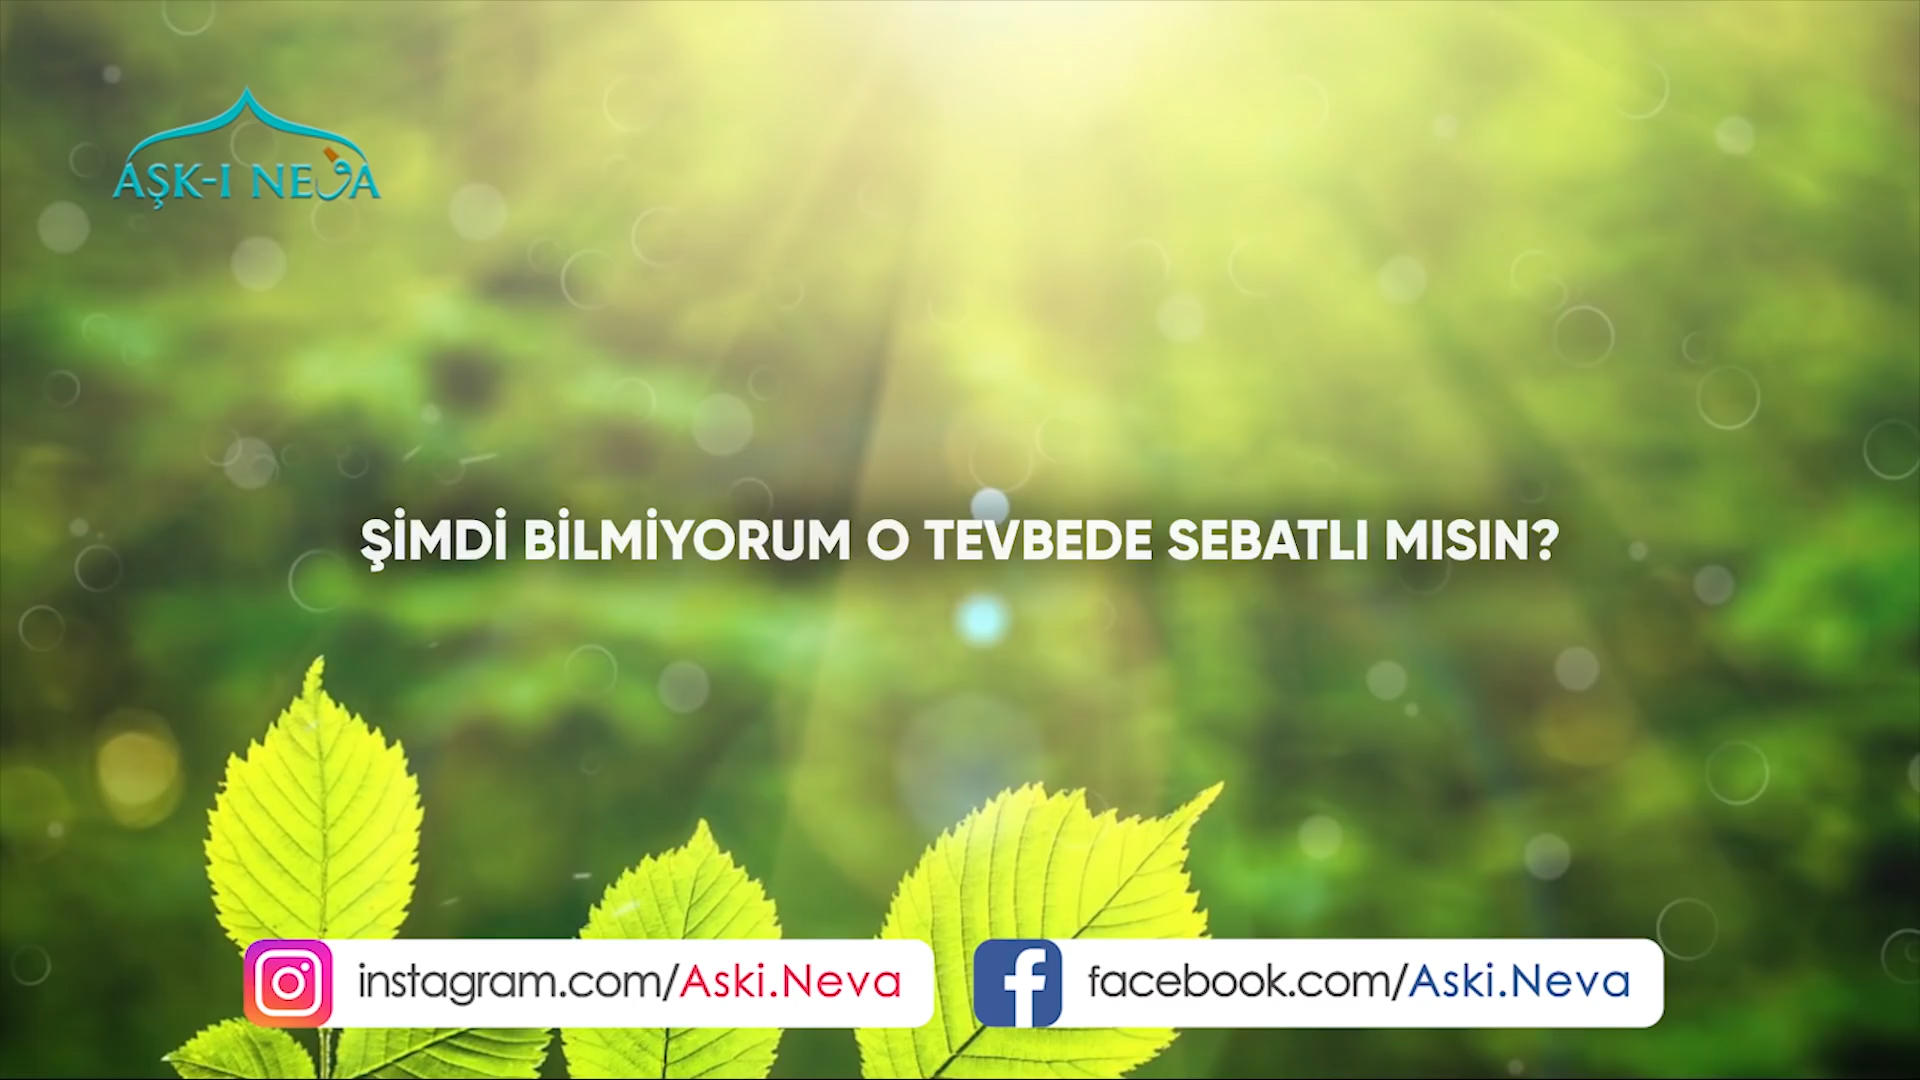 AŞK-I NEVA
ŞİMDİ BİLMİYORUM O TEVBEDE SEBATLI MISIN?
instagram.com/Aski.Neva
facebook.com/Aski.Neva